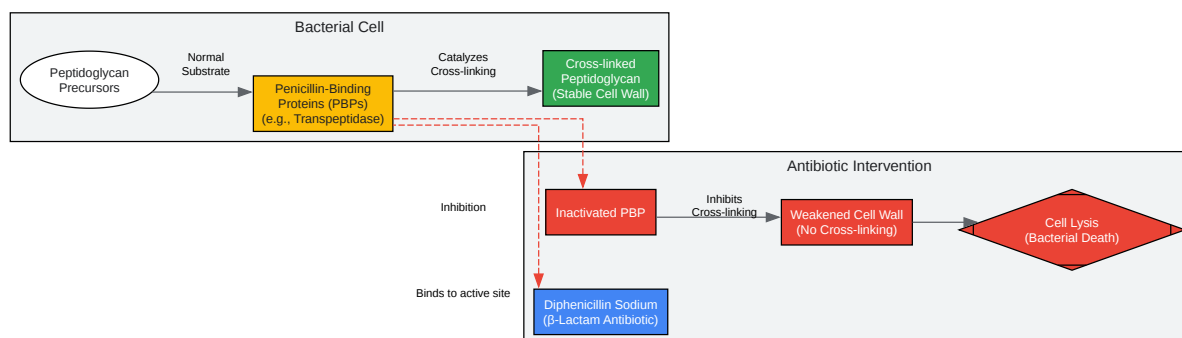 Bacterial Cell
Peptidoglycan
Precursors
Normal
Substrate
Penicillin-Binding
Proteins (PBPs)
(e.g., Transpeptidase)
Catalyzes
Cross-linking
Cross-linked
Peptidoglycan
(Stable Cell Wall)
Antibiotic Intervention
Inhibition
Inactivated PBP
Inhibits
Cross-linking
Weakened Cell Wall
(No Cross-linking)
Cell Lysis
(Bacterial Death)
Binds to active site
Diphenicillin Sodium
(β-Lactam Antibiotic)